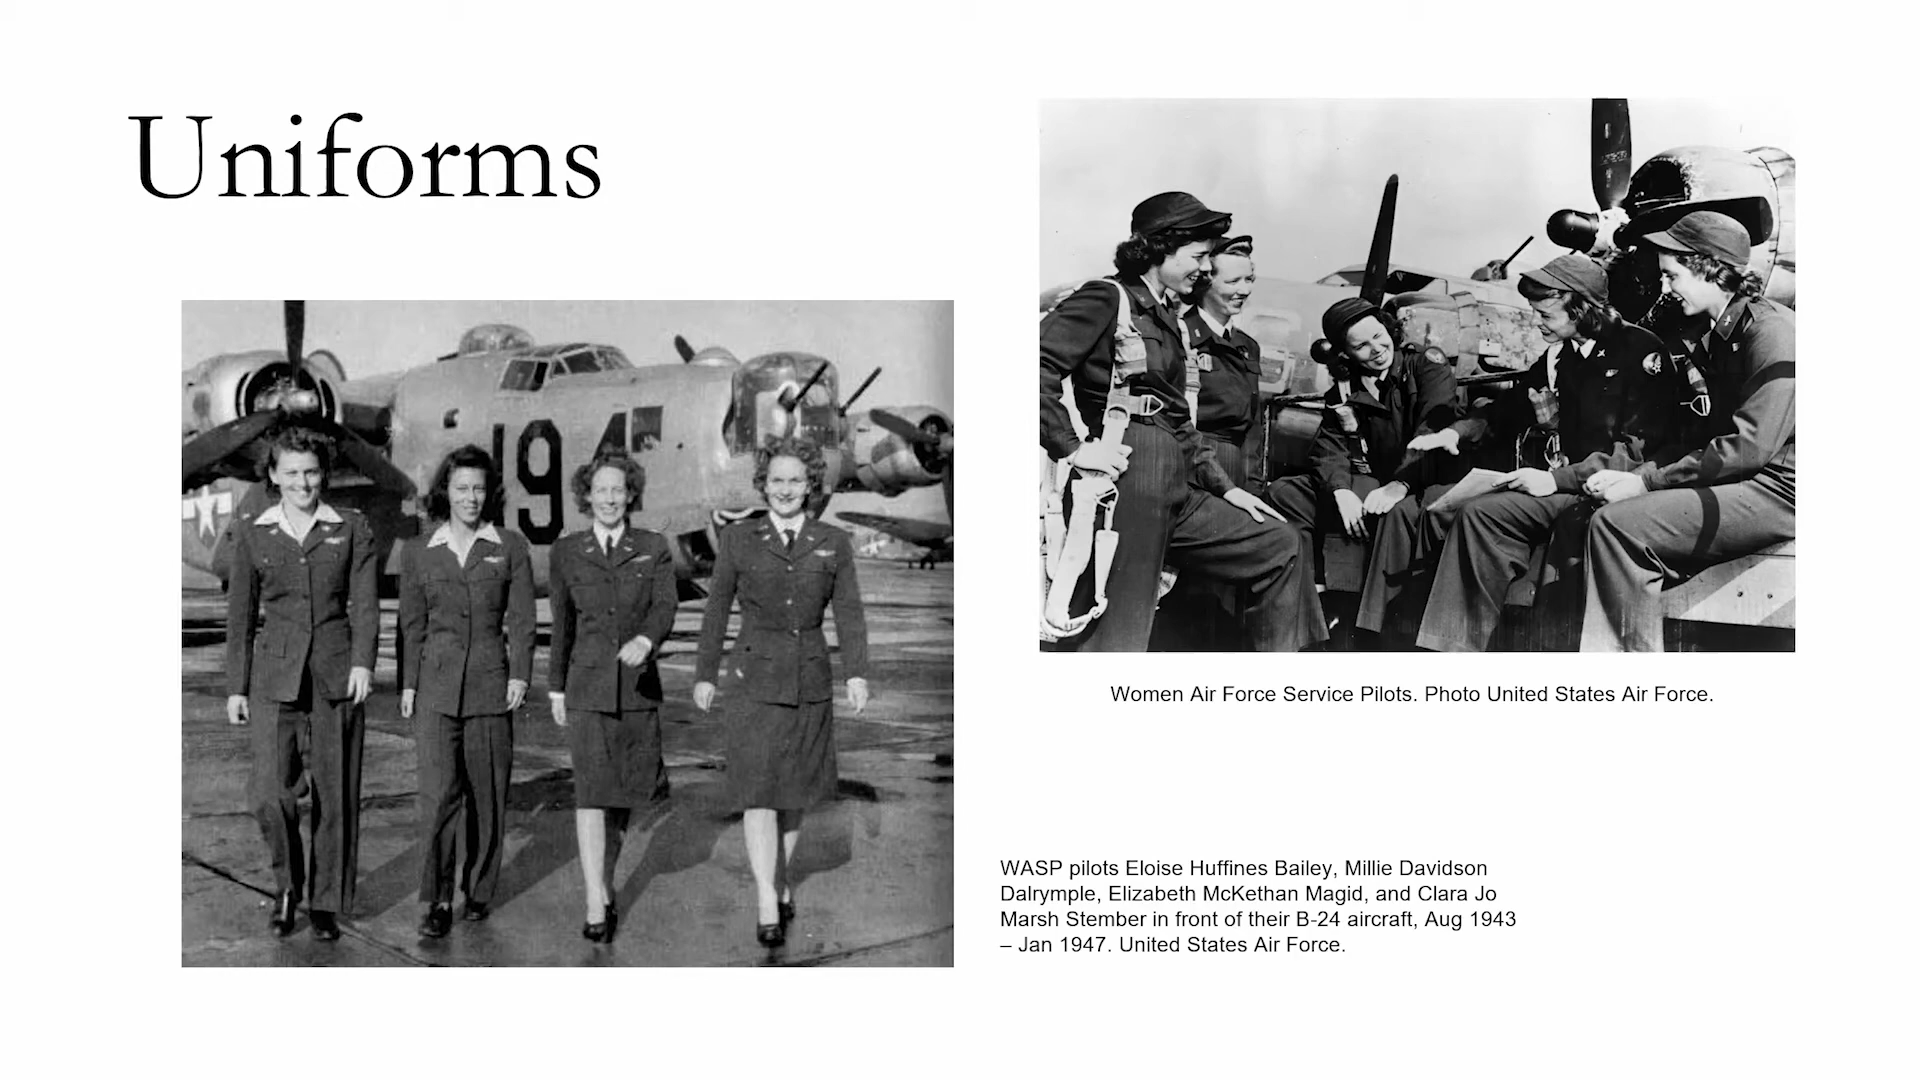 Uniforms
194
Women Air Force Service Pilots. Photo United States Air Force.
WASP pilots Eloise Huffines Bailey, Millie Davidson
Dalrymple, Elizabeth McKethan Magid, and Clara Jo
Marsh Stember in front of their B-24 aircraft, Aug 1943
– Jan 1947. United States Air Force.